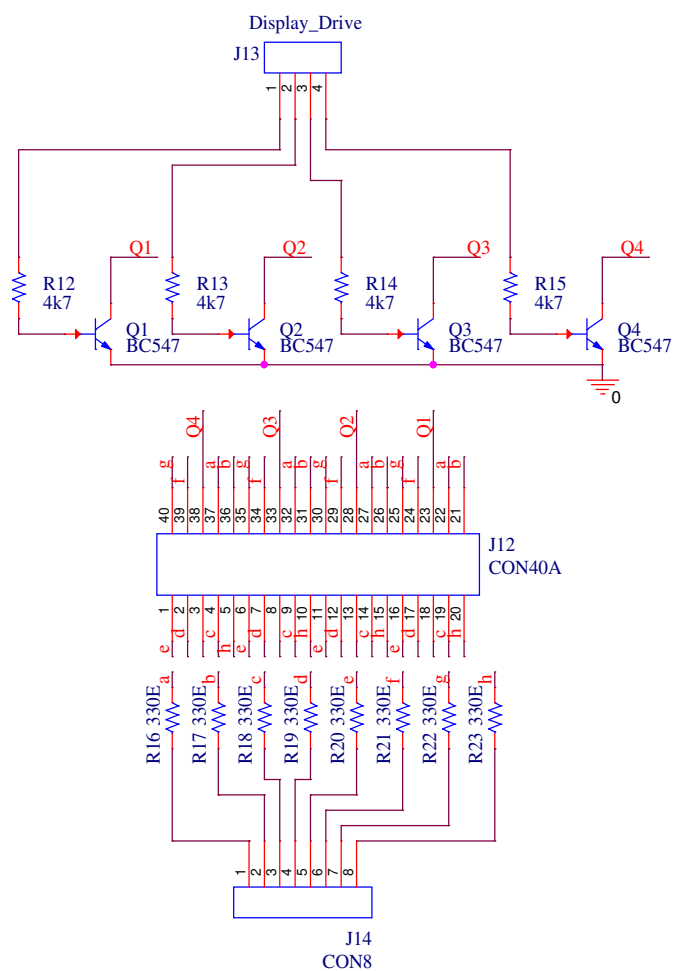 Display_Drive
J13
1 2 3 4
Q1 Q2 Q3 Q4
R12 4k7
R13 4k7
R14 4k7
R15 4k7
Q1 BC547
Q2 BC547
Q3 BC547
Q4 BC547
0
Q4 Q3 Q2 Q1
g f a b g f a b g f a b g f a b
40 39 38 37 36 35 34 33 32 31 30 29 28 27 26 25 24 23 22 21
J12
CON40A
1 2 3 4 5 6 7 8 9 10 11 12 13 14 15 16 17 18 19 20
e d c h e d c h e d c h e d c h
a b c d e f g h
R16 330E
R17 330E
R18 330E
R19 330E
R20 330E
R21 330E
R22 330E
R23 330E
1 2 3 4 5 6 7 8
J14
CON8